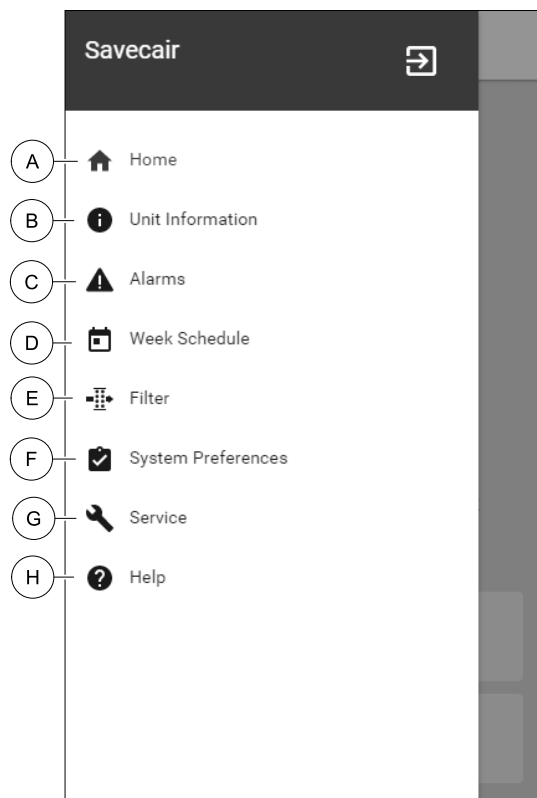 Savecair
A Home
B Unit Information
C Alarms
D Week Schedule
E Filter
F System Preferences
G Service
H Help